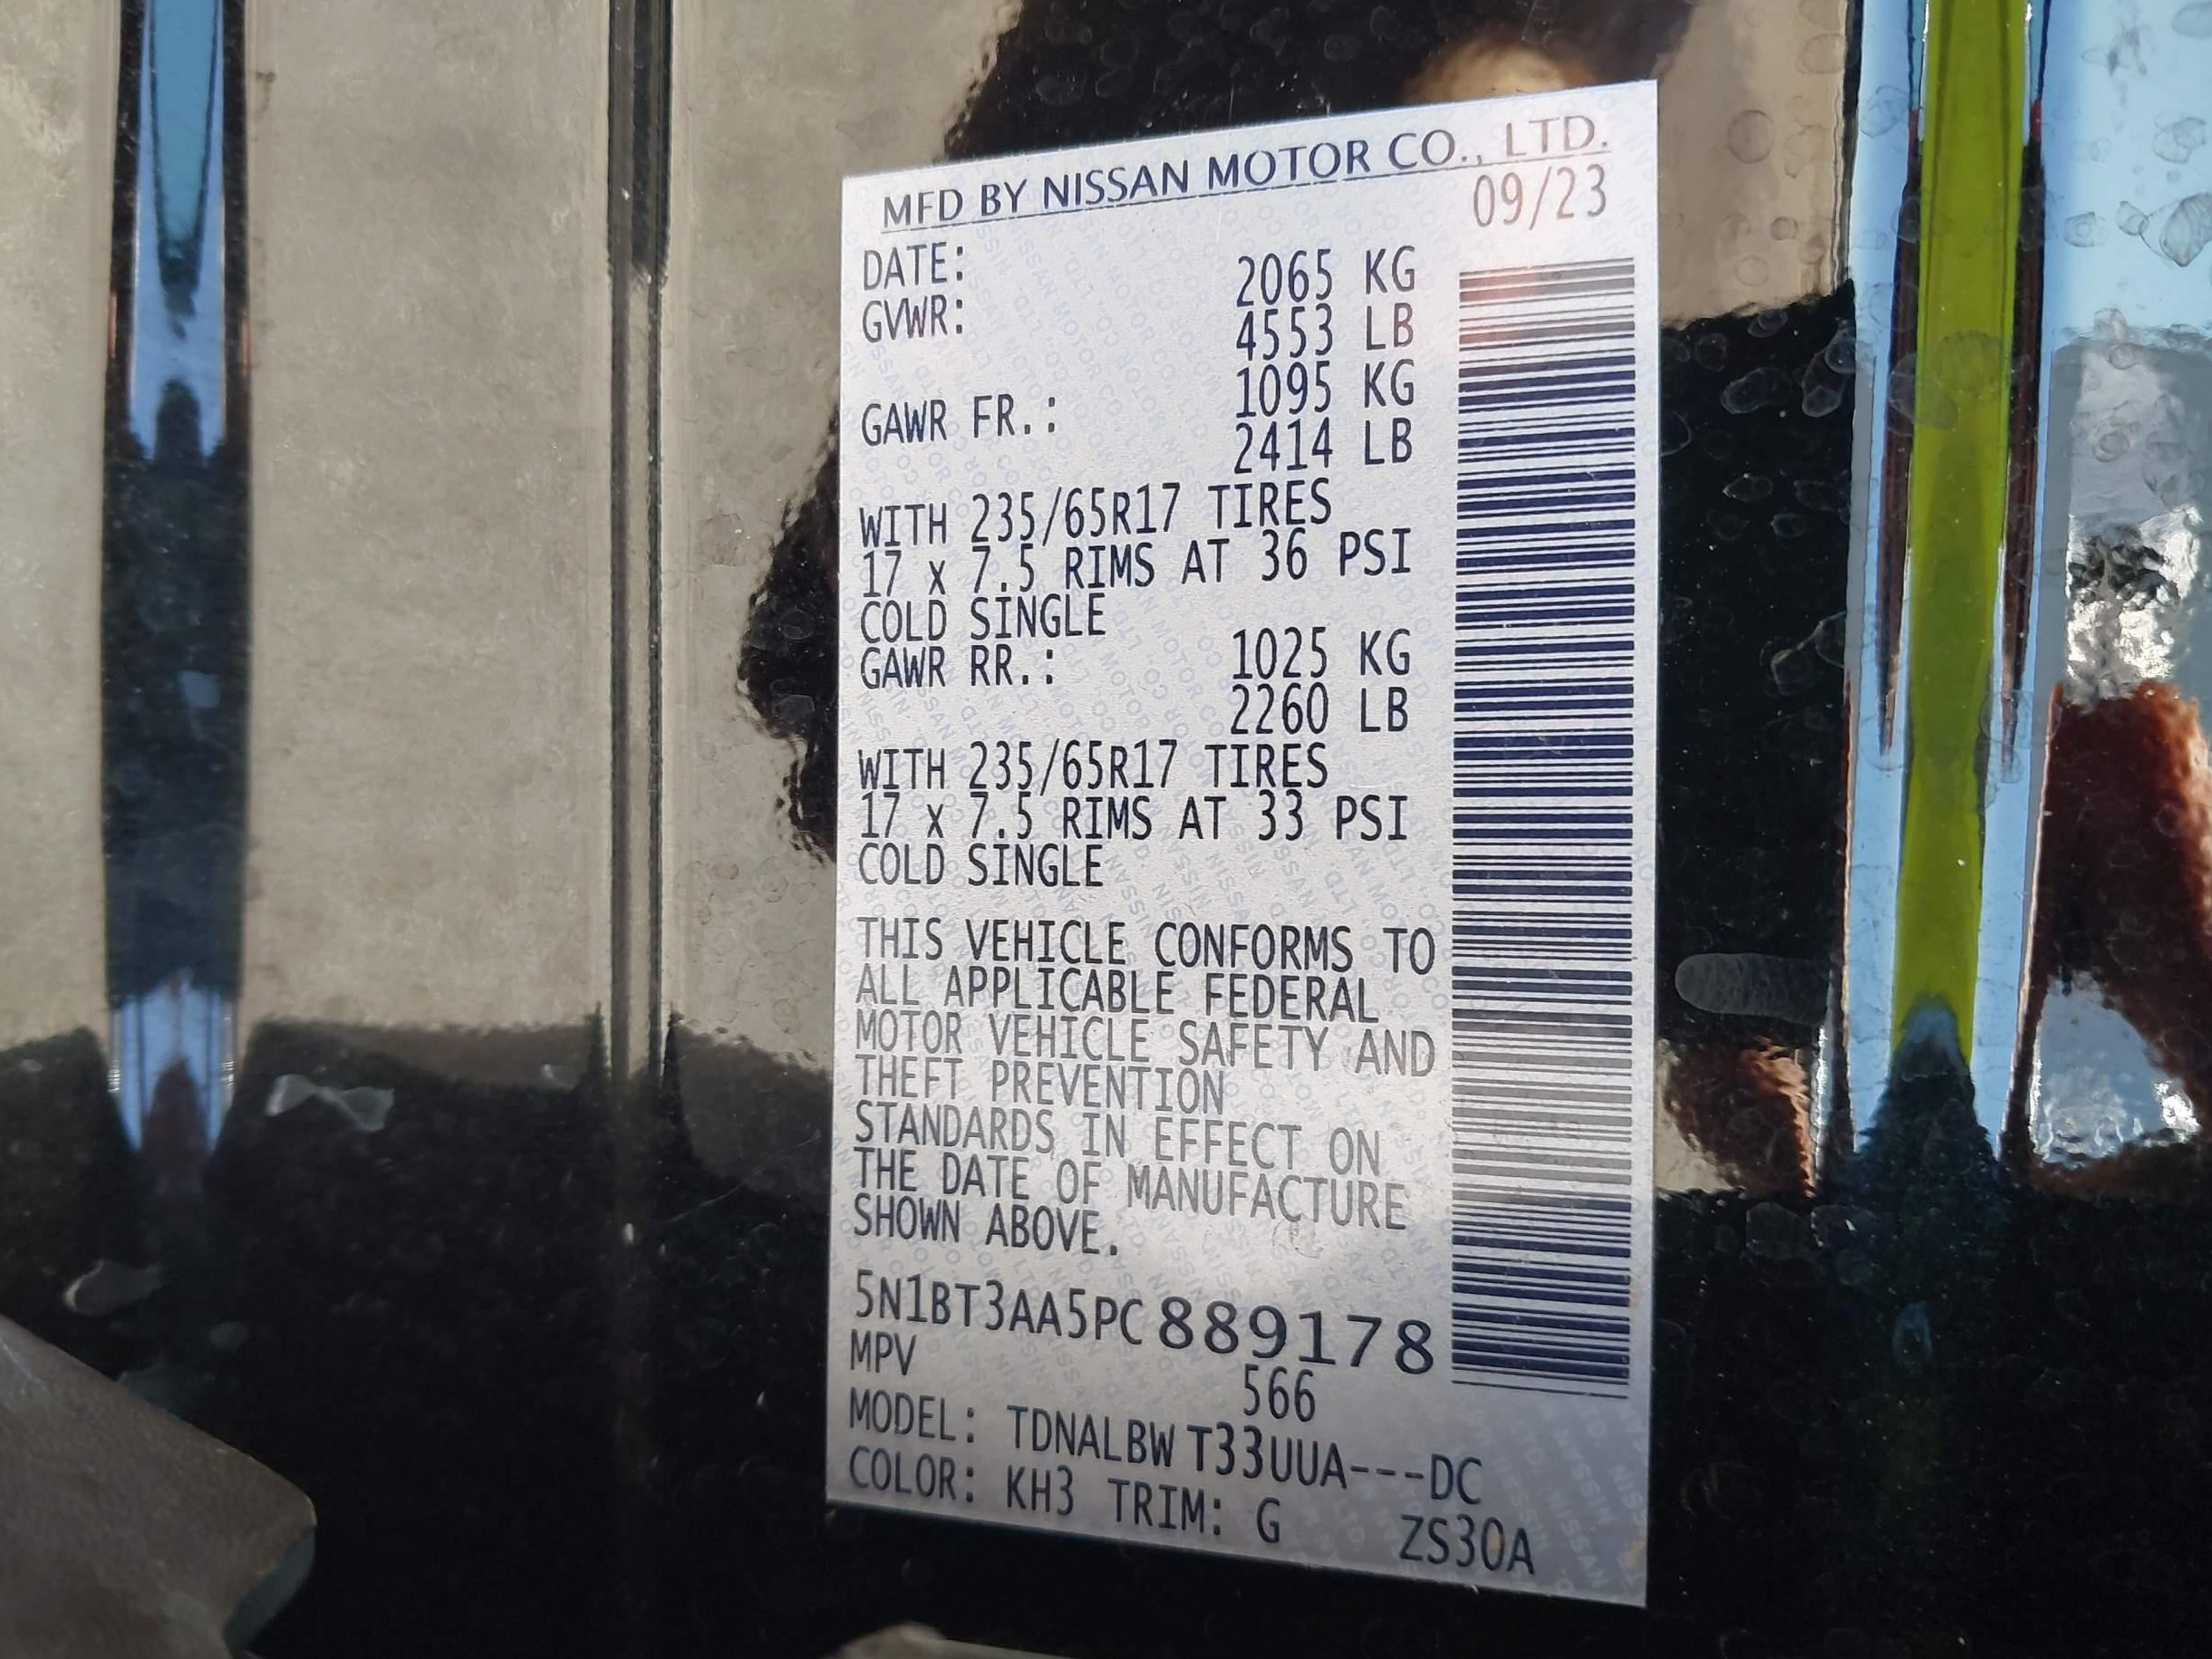 MFD BY NISSAN MOTOR CO., LTD.
DATE: 09/23
GVWR: 2065 KG
4553 LB
GAWR FR.: 1095 KG
2414 LB
WITH 235/65R17 TIRES
17 x 7.5 RIMS AT 36 PSI
COLD SINGLE
GAWR RR.: 1025 KG
2260 LB
WITH 235/65R17 TIRES
17 x 7.5 RIMS AT 33 PSI
COLD SINGLE
THIS VEHICLE CONFORMS TO
ALL APPLICABLE FEDERAL
MOTOR VEHICLE SAFETY AND
THEFT PREVENTION
STANDARDS IN EFFECT ON
THE DATE OF MANUFACTURE
SHOWN ABOVE.
5N1BT3AA5PC889178
MPV 566
MODEL: TDNALBW T33UUA---DC
COLOR: KH3 TRIM: G ZS30A